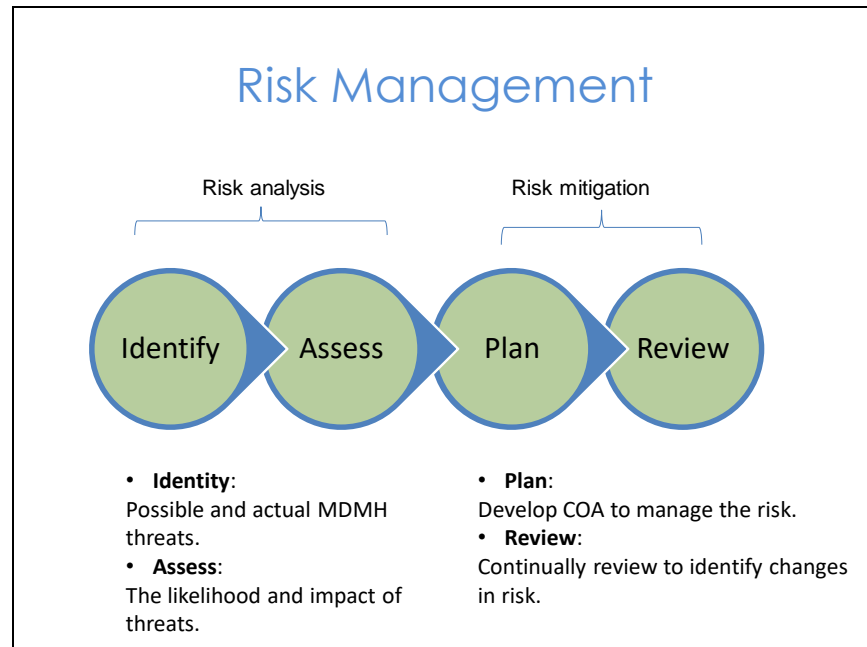 Risk Management
Risk analysis
Risk mitigation
Identify
Assess
Plan
Review
• Identity:
Possible and actual MDMH
threats.
• Assess:
The likelihood and impact of
threats.
• Plan:
Develop COA to manage the risk.
• Review:
Continually review to identify changes
in risk.